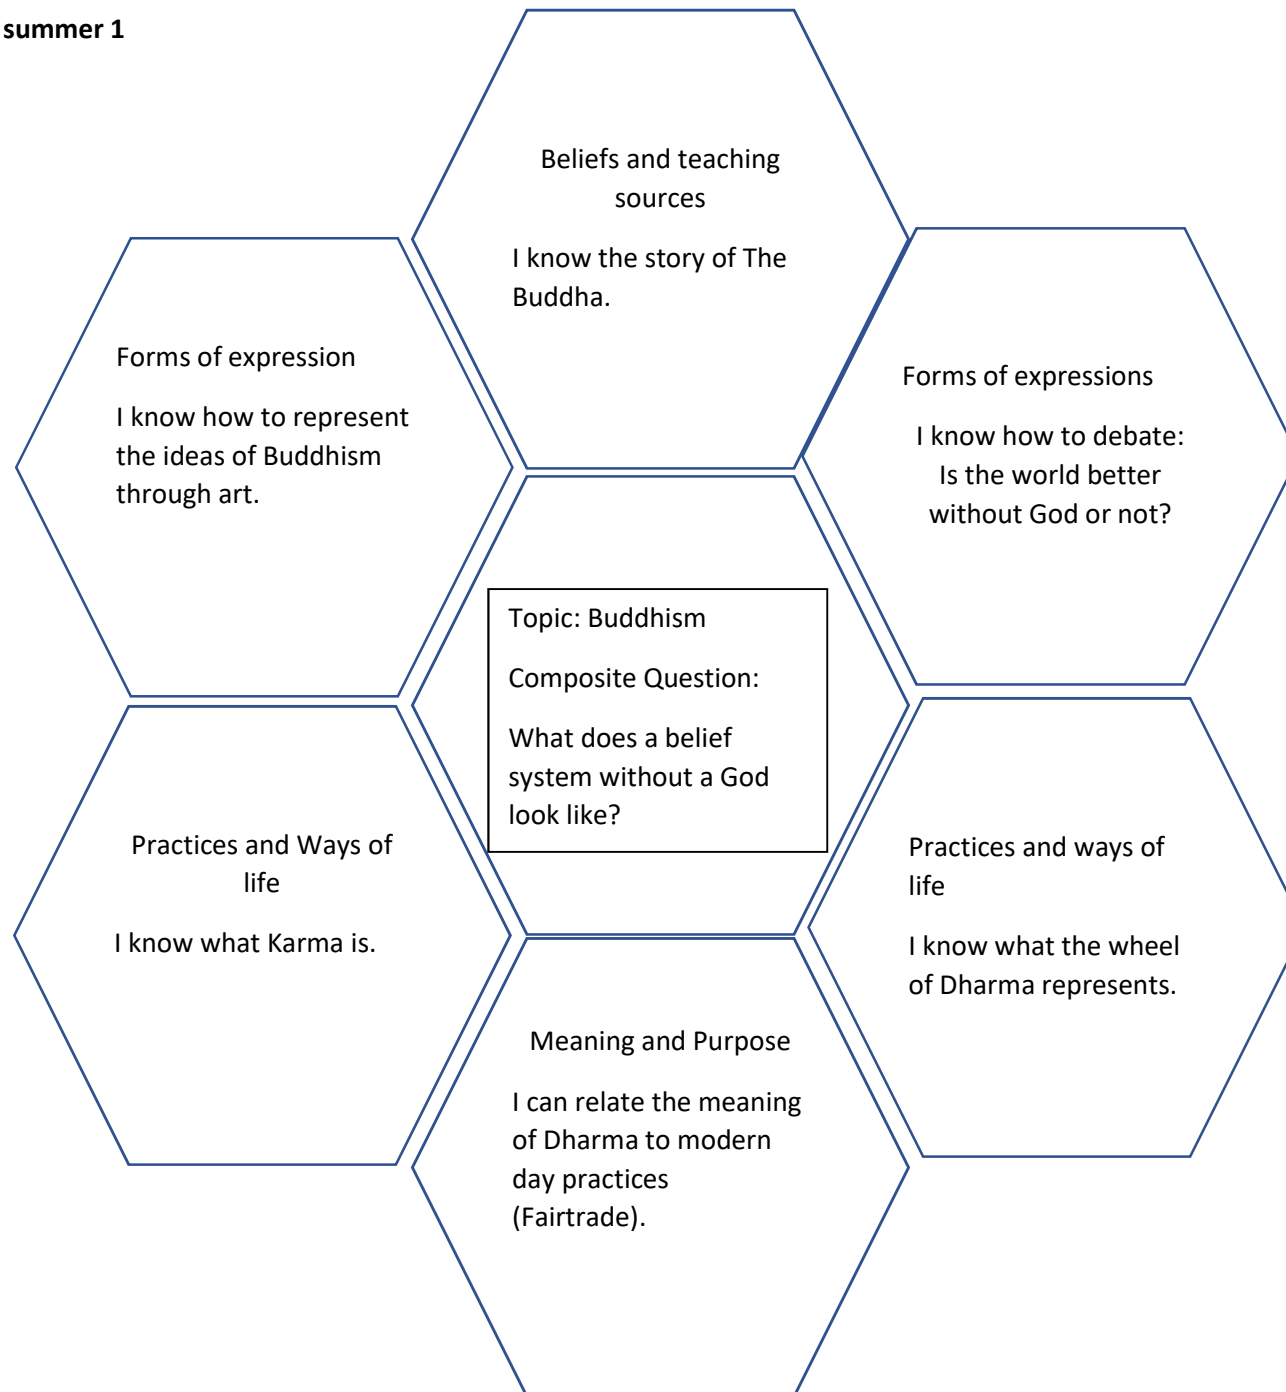 summer 1
Beliefs and teaching
sources
I know the story of The
Buddha.
Forms of expression
I know how to represent
the ideas of Buddhism
through art.
Forms of expressions
I know how to debate:
Is the world better
without God or not?
Topic: Buddhism
Composite Question:
What does a belief
system without a God
look like?
Practices and Ways of
life
I know what Karma is.
Practices and ways of
life
I know what the wheel
of Dharma represents.
Meaning and Purpose
I can relate the meaning
of Dharma to modern
day practices
(Fairtrade).